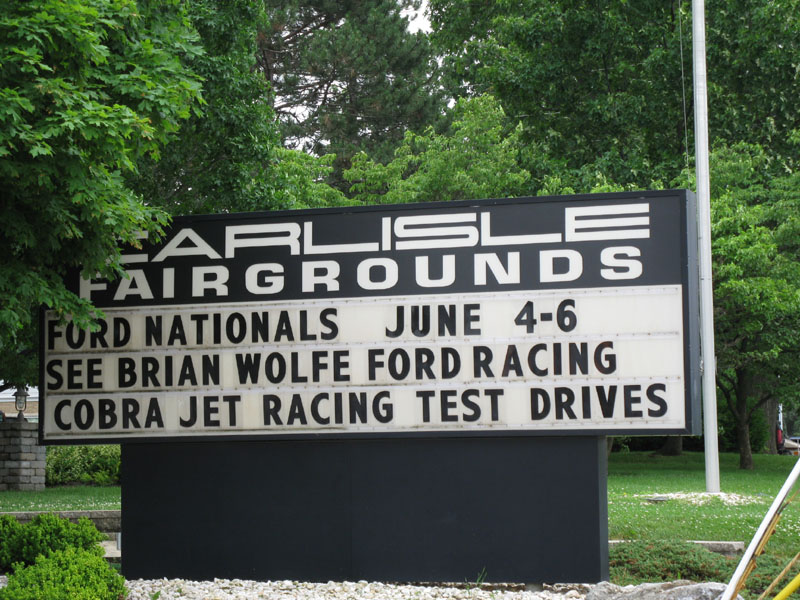 CARLISLE
FAIRGROUNDS
FORD NATIONALS JUNE 4-6
SEE BRIAN WOLFE FORD RACING
COBRA JET RACING TEST DRIVES